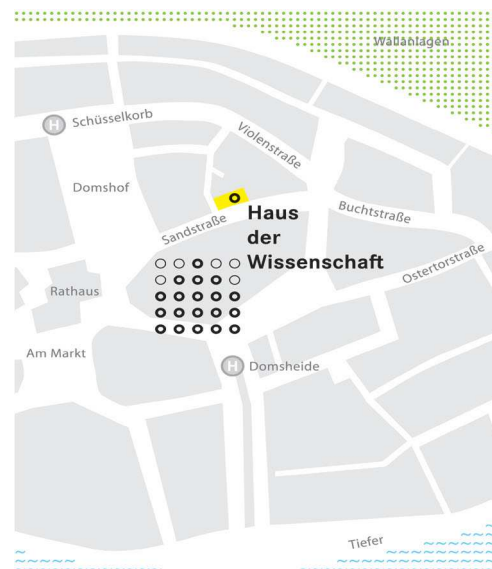 Wallanlagen
H Schüsselkorb
Violenstraße
Domshof
Buchtstraße
Sandstraße
Haus
der
Wissenschaft
Ostertorstraße
Rathaus
Am Markt
H Domsheide
Tiefer